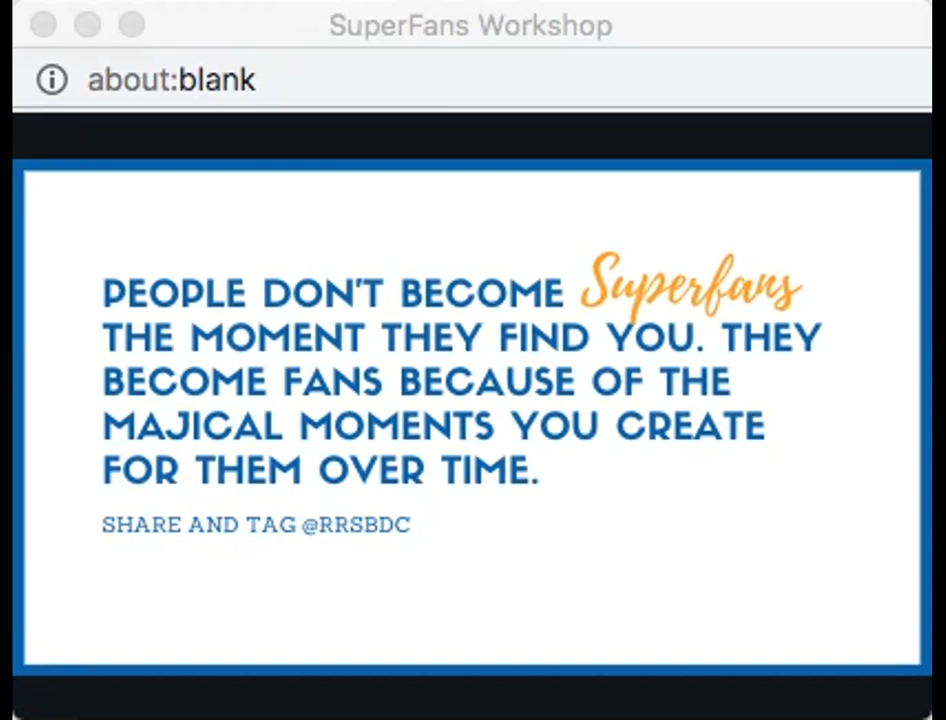 SuperFans Workshop
about:blank
PEOPLE DON'T BECOME Superfans
THE MOMENT THEY FIND YOU. THEY
BECOME FANS BECAUSE OF THE
MAJICAL MOMENTS YOU CREATE
FOR THEM OVER TIME.
SHARE AND TAG @RRSBDC